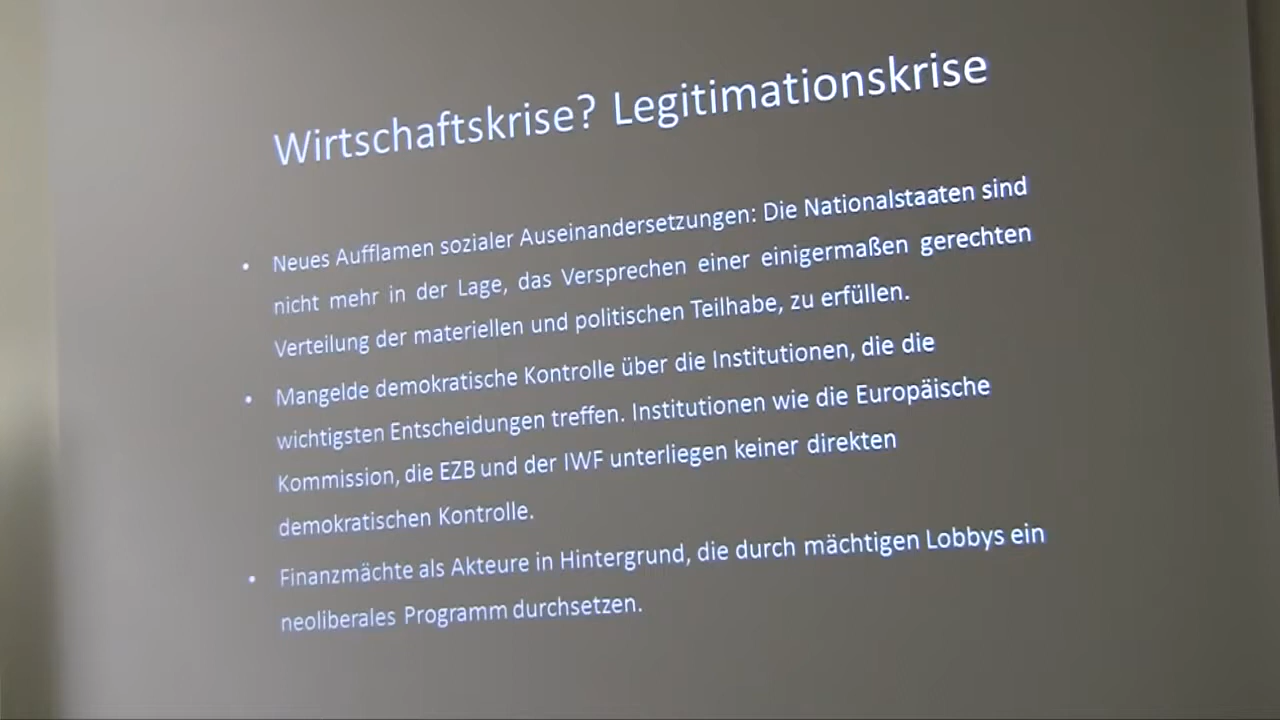 Wirtschaftskrise? Legitimationskrise
• Neues Aufflamen sozialer Auseinandersetzungen: Die Nationalstaaten sind
nicht mehr in der Lage, das Versprechen einer einigermaßen gerechten
Verteilung der materiellen und politischen Teilhabe, zu erfüllen.
• Mangelde demokratische Kontrolle über die Institutionen, die die
wichtigsten Entscheidungen treffen. Institutionen wie die Europäische
Kommission, die EZB und der IWF unterliegen keiner direkten
demokratischen Kontrolle.
• Finanzmächte als Akteure in Hintergrund, die durch mächtigen Lobbys ein
neoliberales Programm durchsetzen.